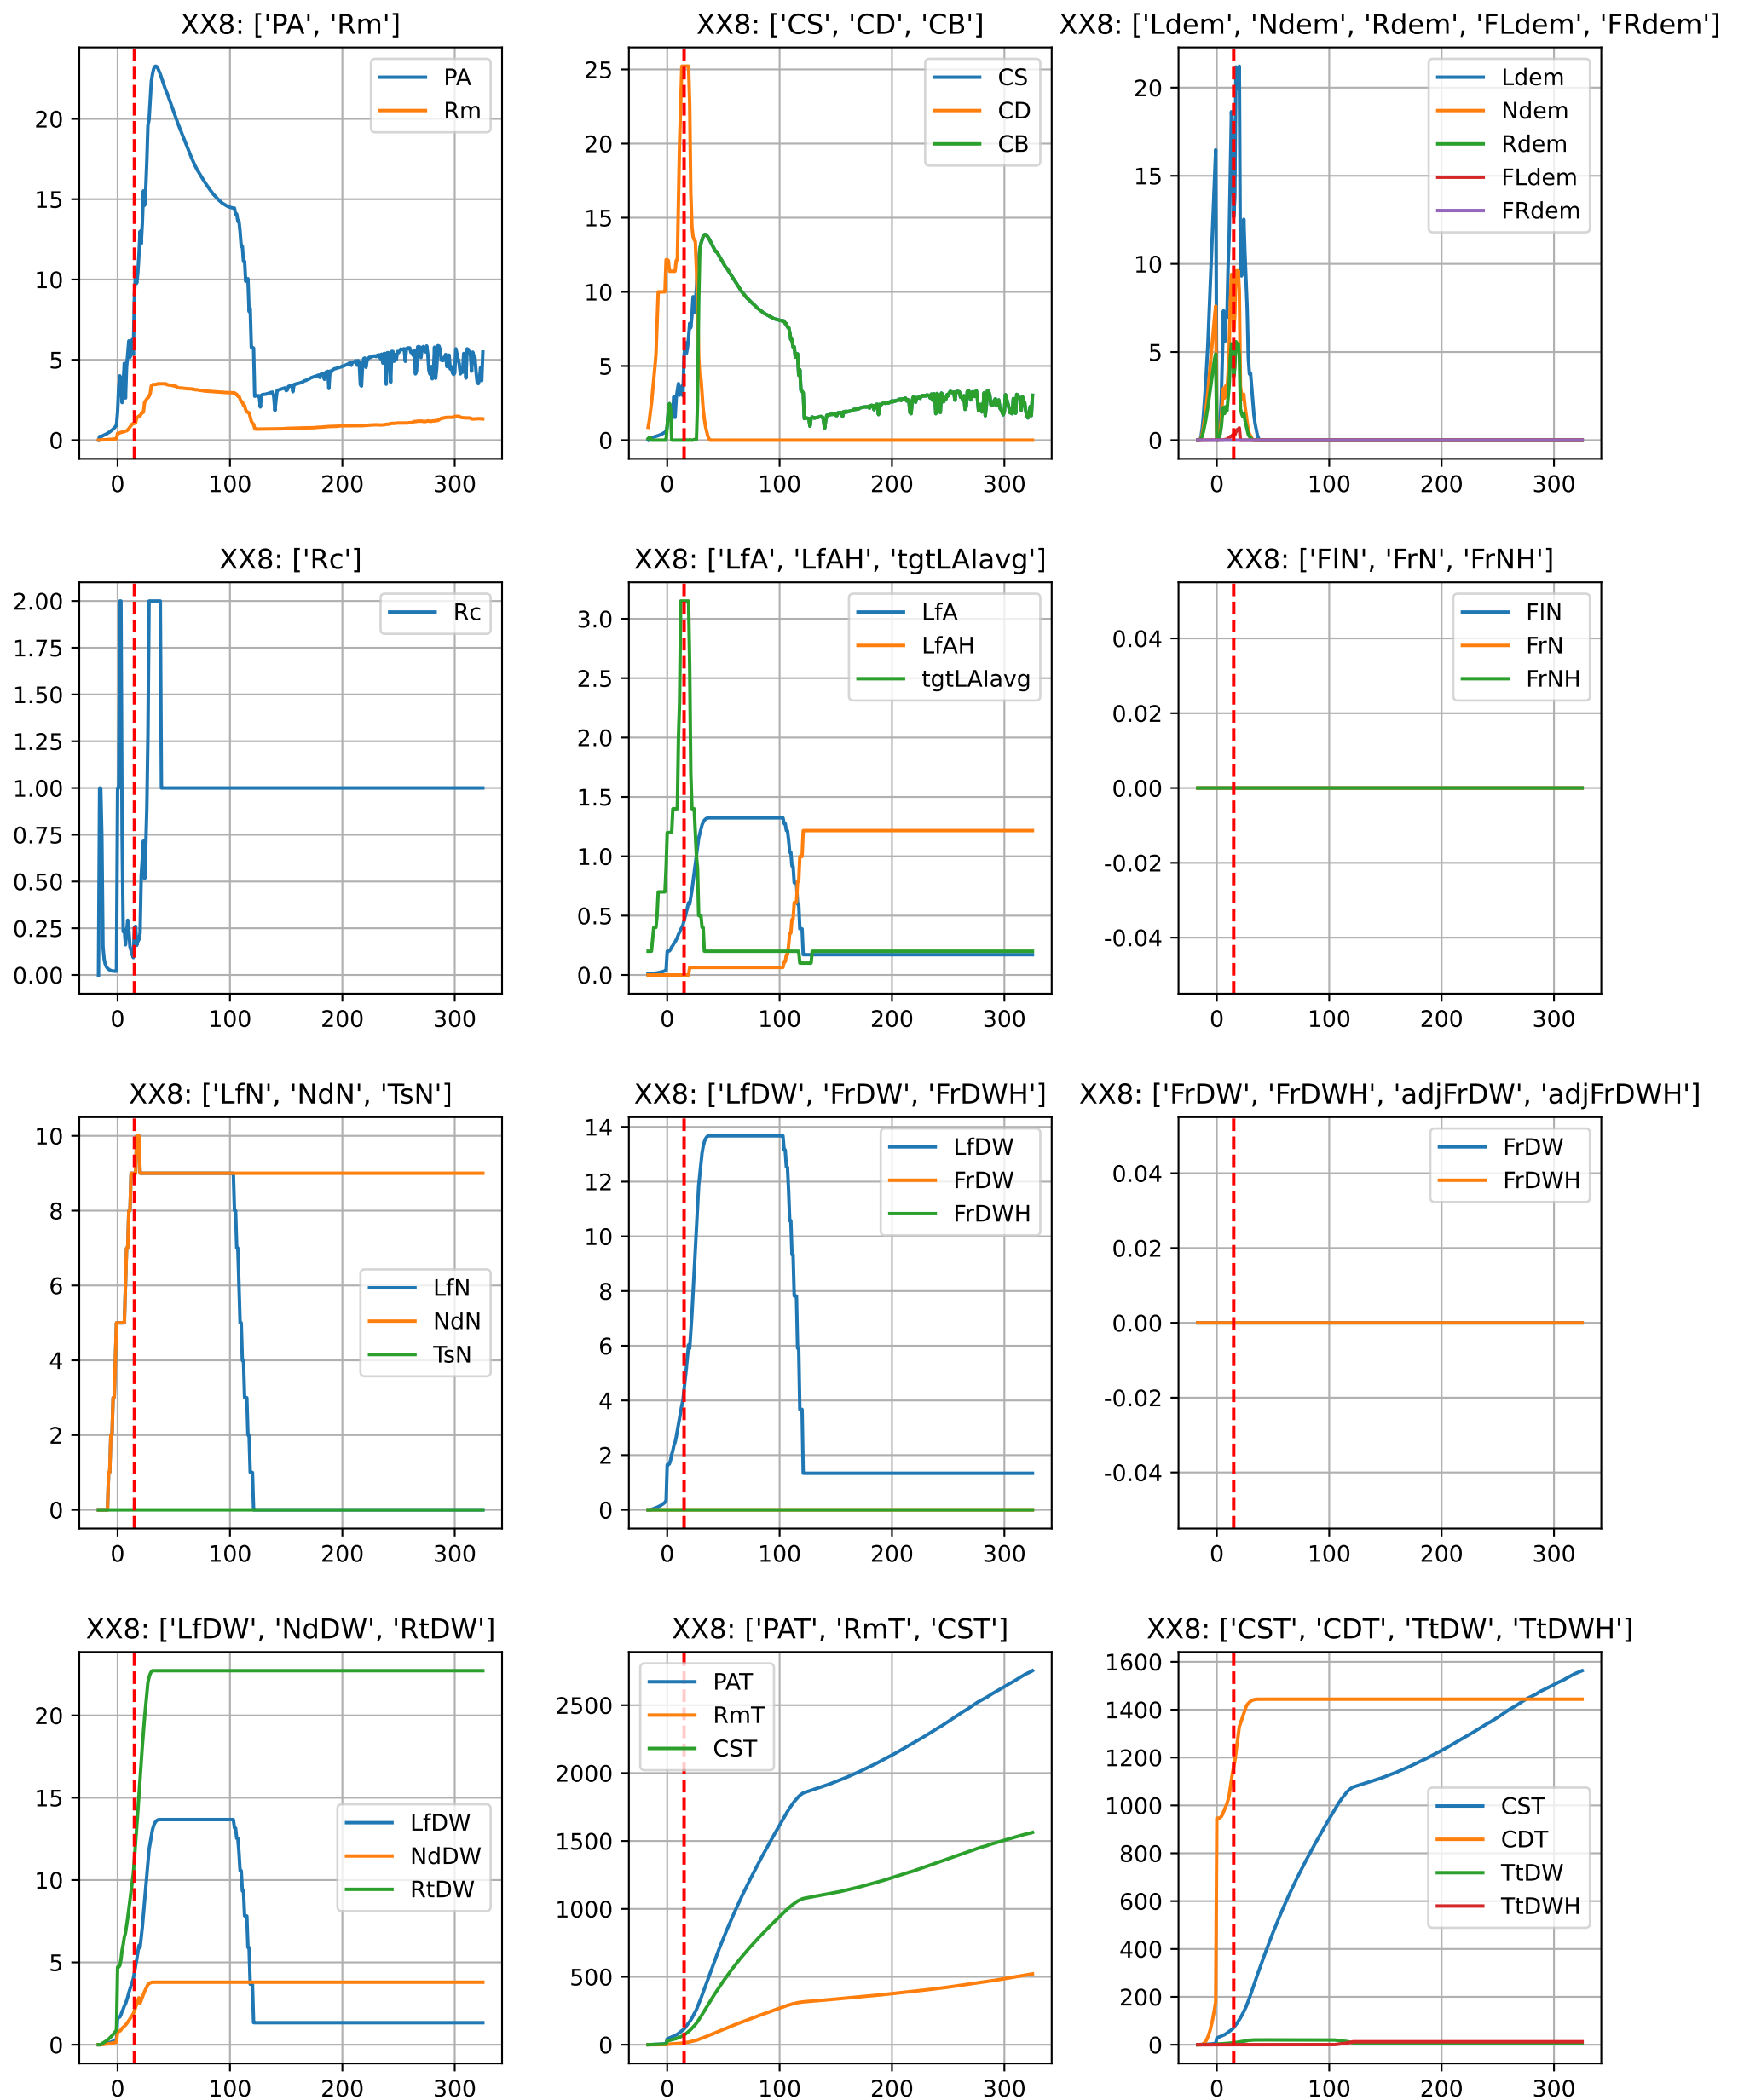 XX8: ['PA', 'Rm']
XX8: ['CS', 'CD', 'CB']
XX8: ['Ldem', 'Ndem', 'Rdem', 'FLdem', 'FRdem']
20
15
10
5
0
0 100 200 300
PA
Rm
25
20
15
10
5
0
0 100 200 300
CS
CD
CB
20
15
10
5
0
0 100 200 300
Ldem
Ndem
Rdem
FLdem
FRdem
XX8: ['Rc']
XX8: ['LfA', 'LfAH', 'tgtLAIavg']
XX8: ['FlN', 'FrN', 'FrNH']
2.00
1.75
1.50
1.25
1.00
0.75
0.50
0.25
0.00
0 100 200 300
Rc
3.0
2.5
2.0
1.5
1.0
0.5
0.0
0 100 200 300
LfA
LfAH
tgtLAIavg
0.04
0.02
0.00
-0.02
-0.04
0 100 200 300
FlN
FrN
FrNH
XX8: ['LfN', 'NdN', 'TsN']
XX8: ['LfDW', 'FrDW', 'FrDWH']
XX8: ['FrDW', 'FrDWH', 'adjFrDW', 'adjFrDWH']
10
8
6
4
2
0
0 100 200 300
LfN
NdN
TsN
14
12
10
8
6
4
2
0
0 100 200 300
LfDW
FrDW
FrDWH
0.04
0.02
0.00
-0.02
-0.04
0 100 200 300
FrDW
FrDWH
XX8: ['LfDW', 'NdDW', 'RtDW']
XX8: ['PAT', 'RmT', 'CST']
XX8: ['CST', 'CDT', 'TtDW', 'TtDWH']
20
15
10
5
0
0 100 200 300
LfDW
NdDW
RtDW
2500
2000
1500
1000
500
0
0 100 200 300
PAT
RmT
CST
1600
1400
1200
1000
800
600
400
200
0
0 100 200 300
CST
CDT
TtDW
TtDWH